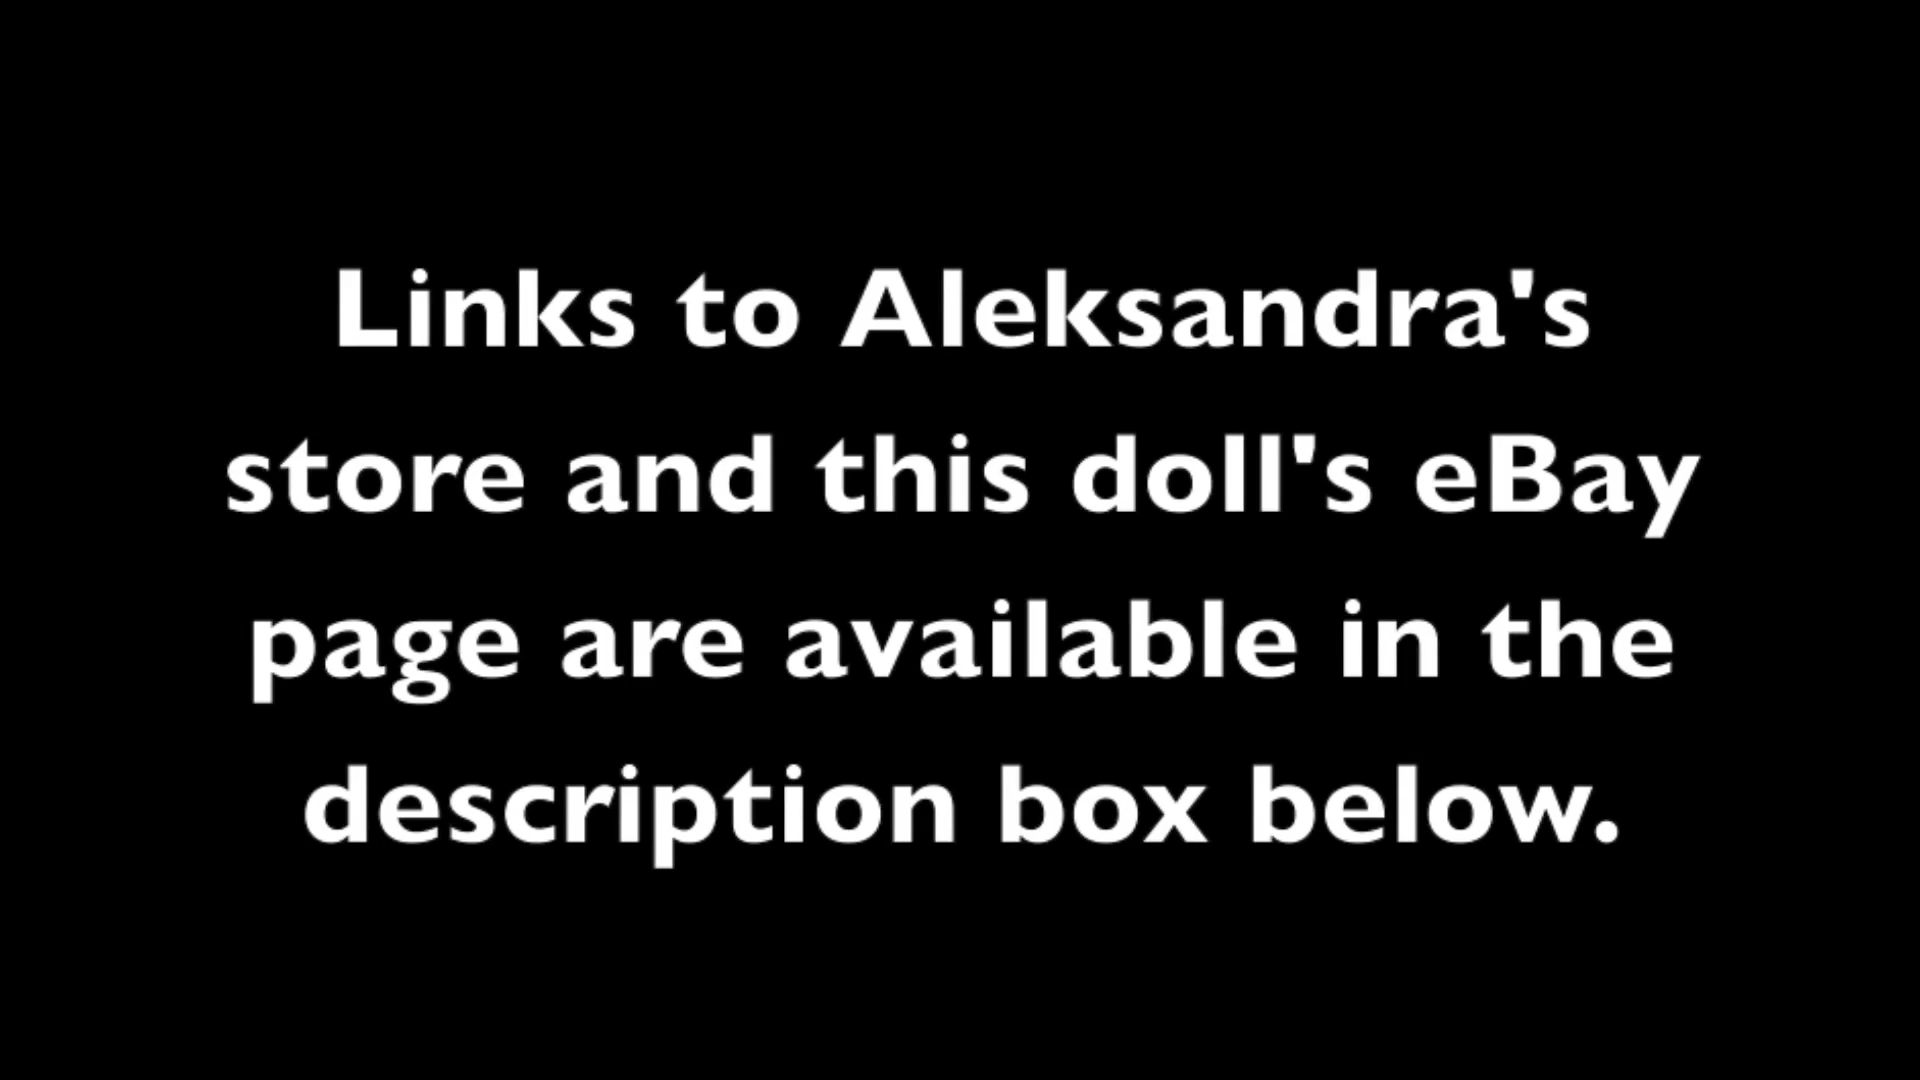 Links to Aleksandra's
store and this doll's eBay
page are available in the
description box below.